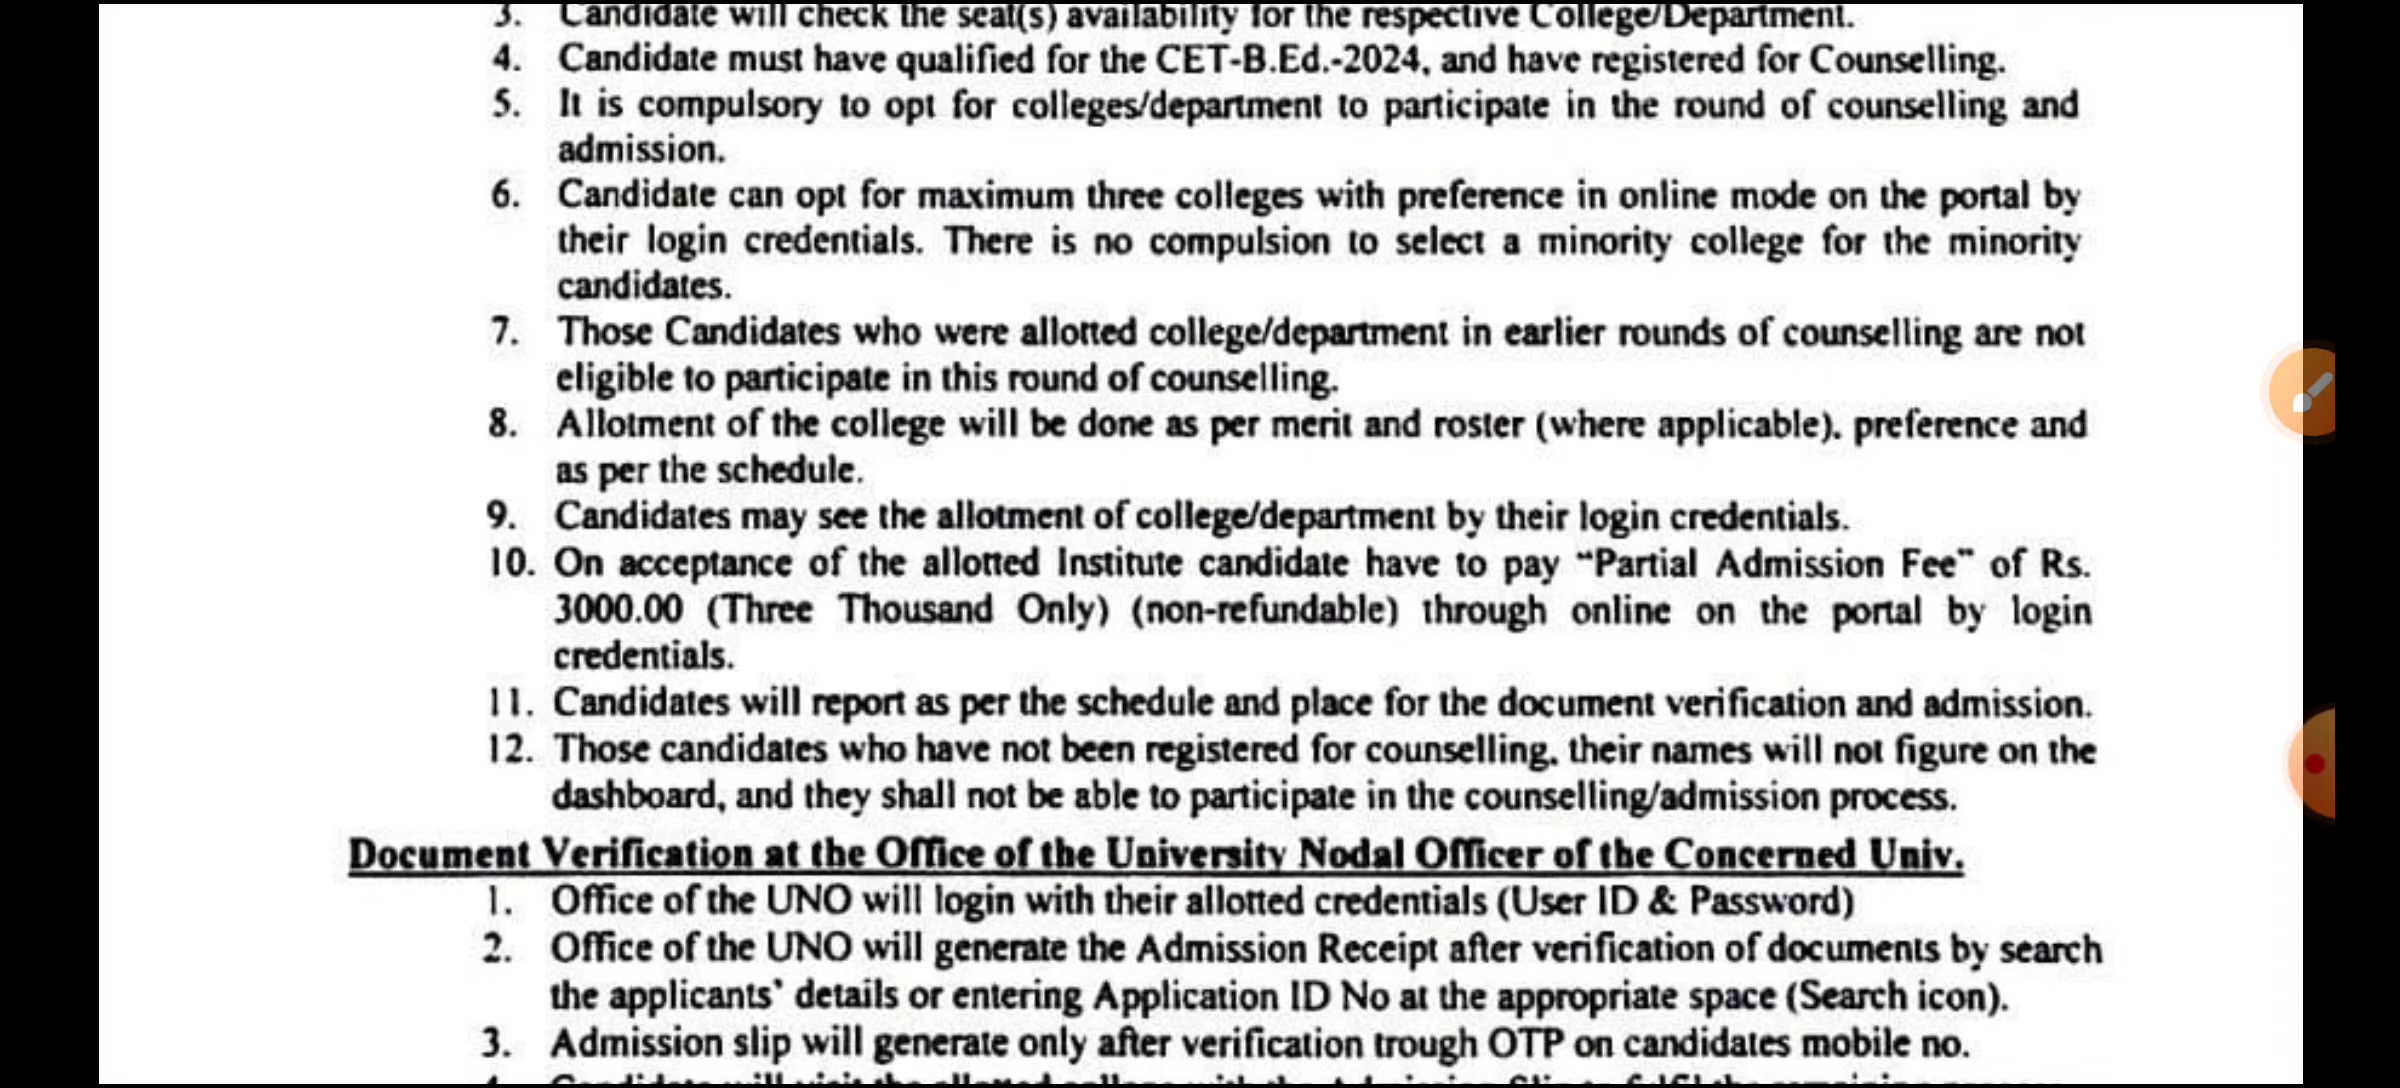 3. Candidate will check the seat(s) availability for the respective College/Department.
4. Candidate must have qualified for the CET-B.Ed.-2024, and have registered for Counselling.
5. It is compulsory to opt for colleges/department to participate in the round of counselling and
admission.
6. Candidate can opt for maximum three colleges with preference in online mode on the portal by
their login credentials. There is no compulsion to select a minority college for the minority
candidates.
7. Those Candidates who were allotted college/department in earlier rounds of counselling are not
eligible to participate in this round of counselling.
8. Allotment of the college will be done as per merit and roster (where applicable), preference and
as per the schedule.
9. Candidates may see the allotment of college/department by their login credentials.
10. On acceptance of the allotted Institute candidate have to pay “Partial Admission Fee” of Rs.
3000.00 (Three Thousand Only) (non-refundable) through online on the portal by login
credentials.
11. Candidates will report as per the schedule and place for the document verification and admission.
12. Those candidates who have not been registered for counselling, their names will not figure on the
dashboard, and they shall not be able to participate in the counselling/admission process.
Document Verification at the Office of the University Nodal Officer of the Concerned Univ.
1. Office of the UNO will login with their allotted credentials (User ID & Password)
2. Office of the UNO will generate the Admission Receipt after verification of documents by search
the applicants' details or entering Application ID No at the appropriate space (Search icon).
3. Admission slip will generate only after verification trough OTP on candidates mobile no.